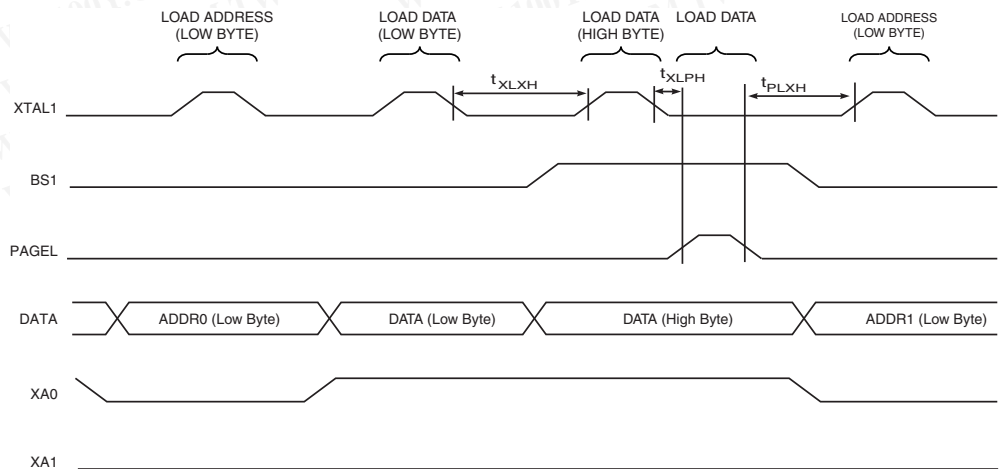 LOAD ADDRESS
(LOW BYTE)
LOAD DATA
(LOW BYTE)
LOAD DATA
(HIGH BYTE)
LOAD DATA
LOAD ADDRESS
(LOW BYTE)
tXLXH
tXLPH
tPLXH
XTAL1
BS1
PAGEL
DATA
ADDR0 (Low Byte)
DATA (Low Byte)
DATA (High Byte)
ADDR1 (Low Byte)
XA0
XA1